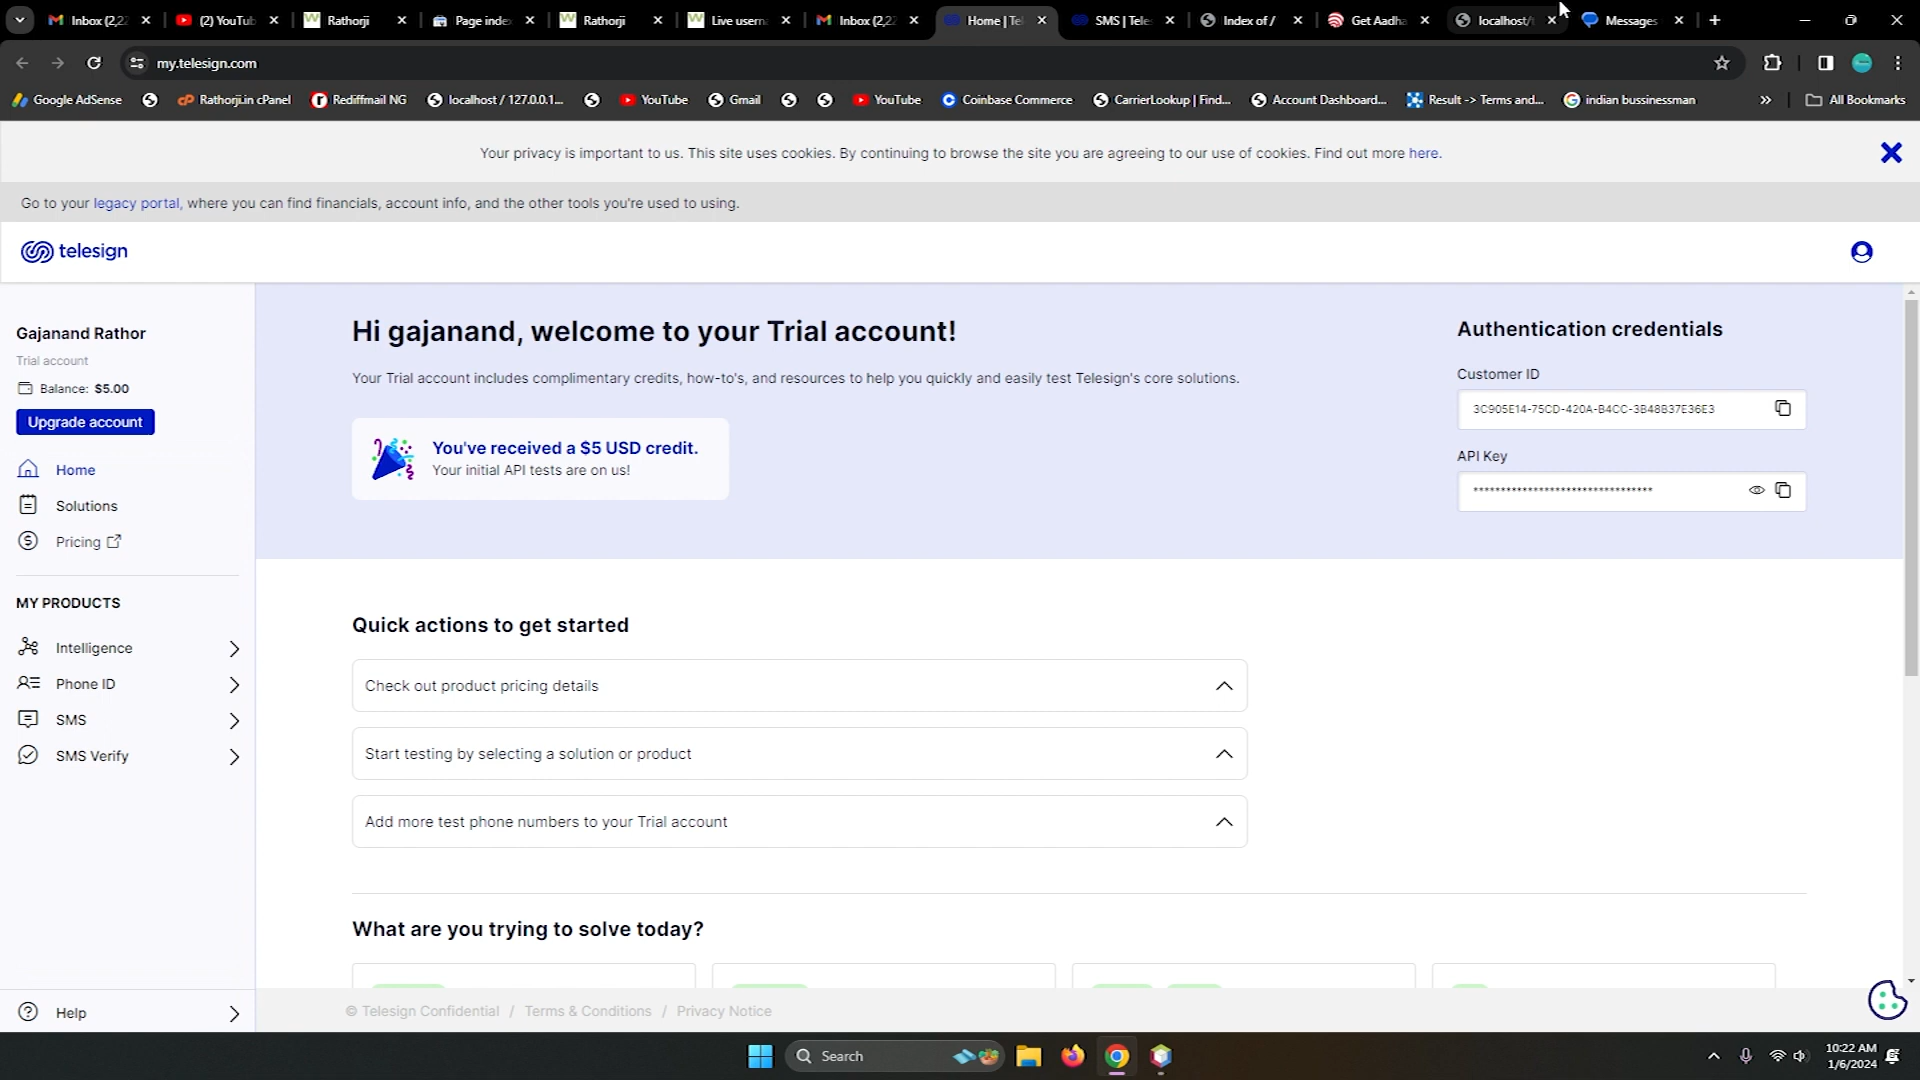 Inbox (2,22
(2) YouTub
Rathorji
Page index
Rathorji
Live userna
Inbox (2,22
Home | Tel
SMS | Teles
Index of /
Get Aadha
localhost/
Messages
my.telesign.com
Google AdSense
Rathorji.in cPanel
Rediffmail NG
localhost / 127.0.0.1...
YouTube
Gmail
YouTube
Coinbase Commerce
CarrierLookup | Find...
Account Dashboard...
Result -> Terms and...
indian bussinessman
All Bookmarks
Your privacy is important to us. This site uses cookies. By continuing to browse the site you are agreeing to our use of cookies. Find out more here.
Go to your legacy portal, where you can find financials, account info, and the other tools you're used to using.
telesign
Gajanand Rathor
Trial account
Balance: $5.00
Upgrade account
Home
Solutions
Pricing
MY PRODUCTS
Intelligence
Phone ID
SMS
SMS Verify
Help
Hi gajanand, welcome to your Trial account!
Your Trial account includes complimentary credits, how-to's, and resources to help you quickly and easily test Telesign's core solutions.
You've received a $5 USD credit.
Your initial API tests are on us!
Authentication credentials
Customer ID
3C905E14-75CD-420A-B4CC-3B48B37E36E3
API Key
*********************************
Quick actions to get started
Check out product pricing details
Start testing by selecting a solution or product
Add more test phone numbers to your Trial account
What are you trying to solve today?
© Telesign Confidential / Terms & Conditions / Privacy Notice
Search
10:22 AM
1/6/2024